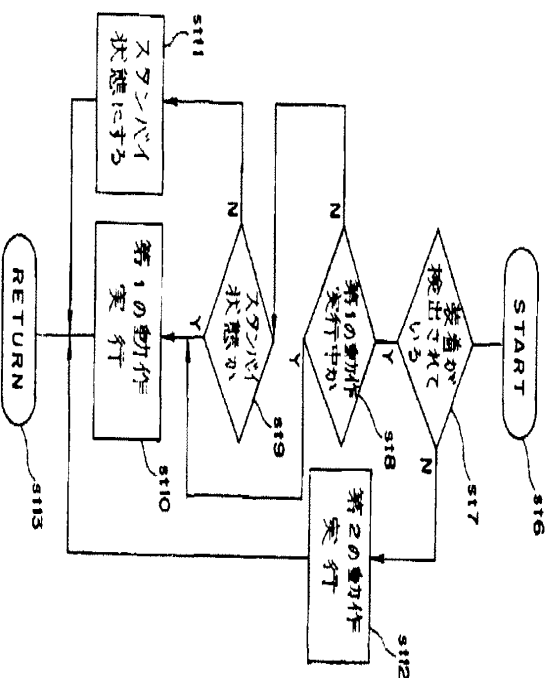 START
st6
装着が
検出されて
いる
st7
N
Y
第1の動作
実行中か
st8
N
Y
第2の動作
実行
st12
スタンバイ
状態か
st9
N
Y
スタンバイ
状態にする
st11
第1の動作
実行
st10
RETURN
st13